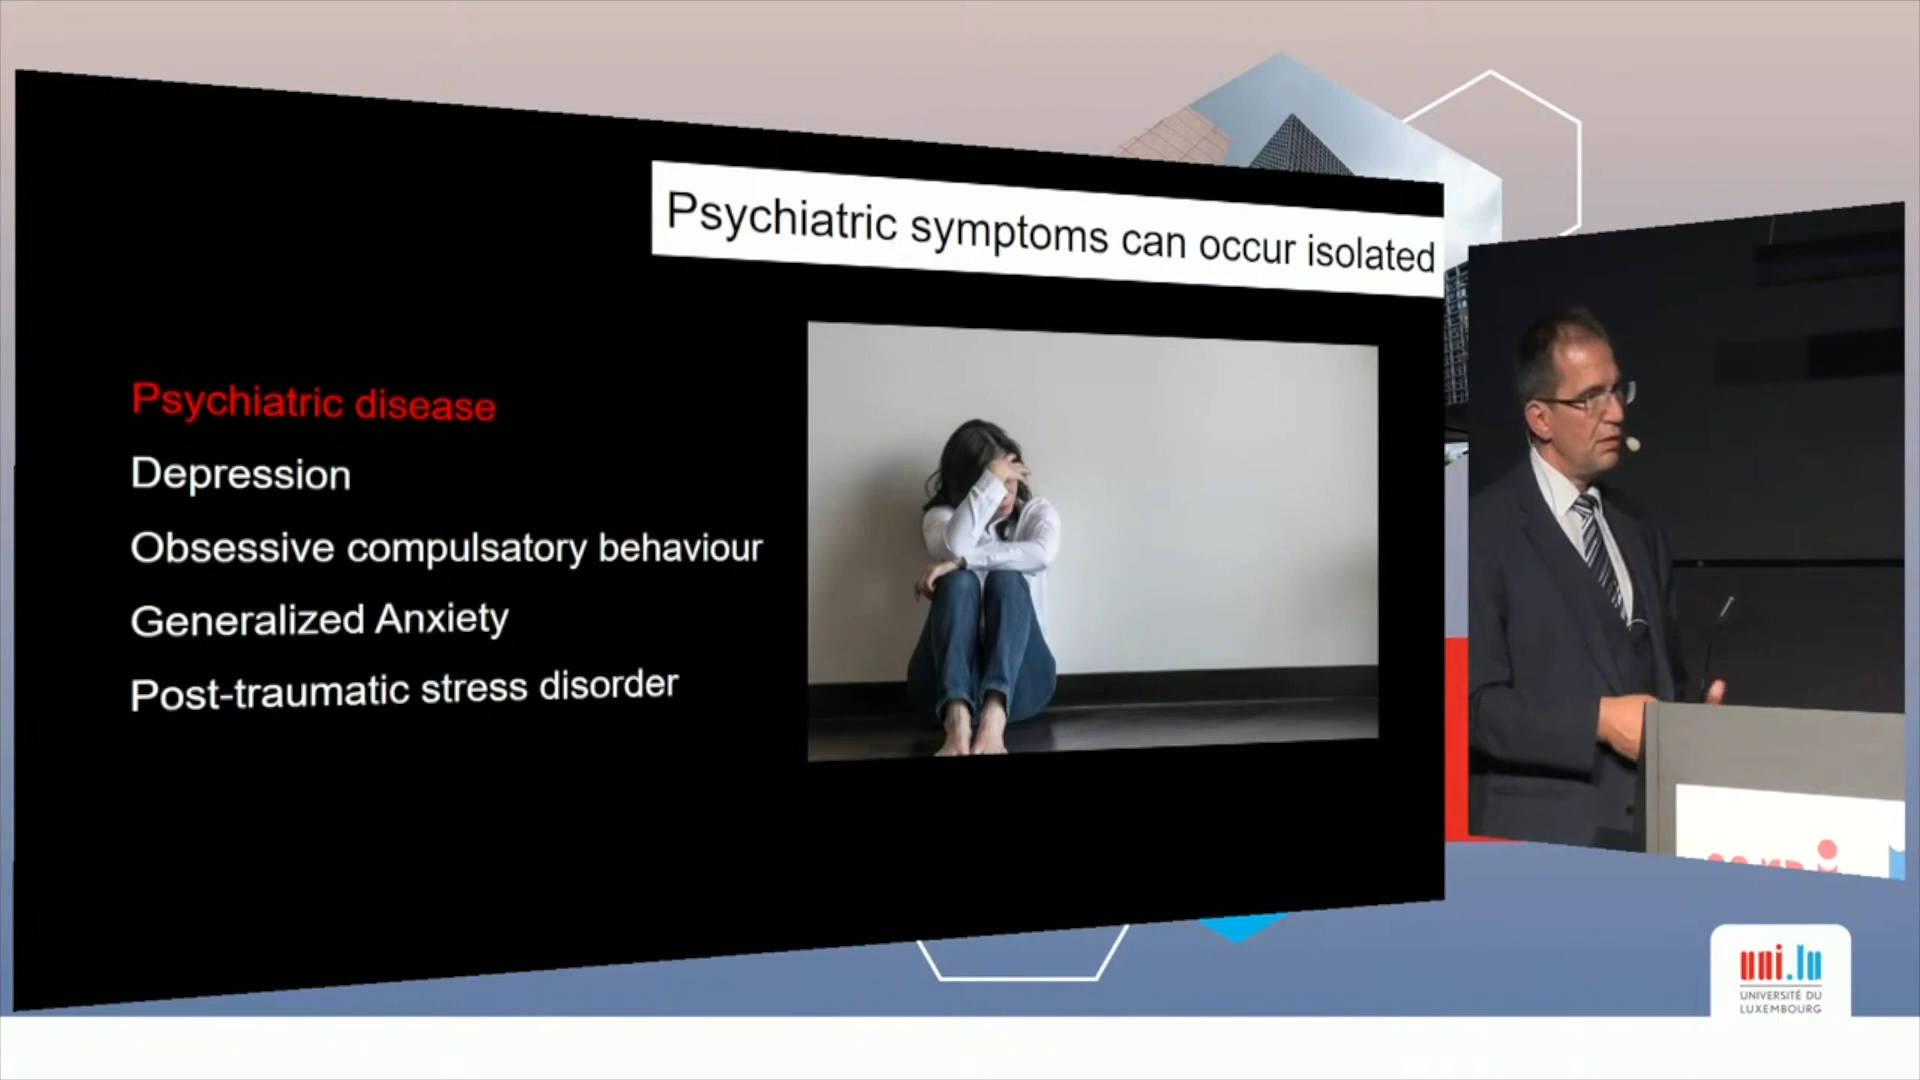 Psychiatric symptoms can occur isolated
Psychiatric disease
Depression
Obsessive compulsatory behaviour
Generalized Anxiety
Post-traumatic stress disorder
uni.lu
UNIVERSITÉ DU
LUXEMBOURG